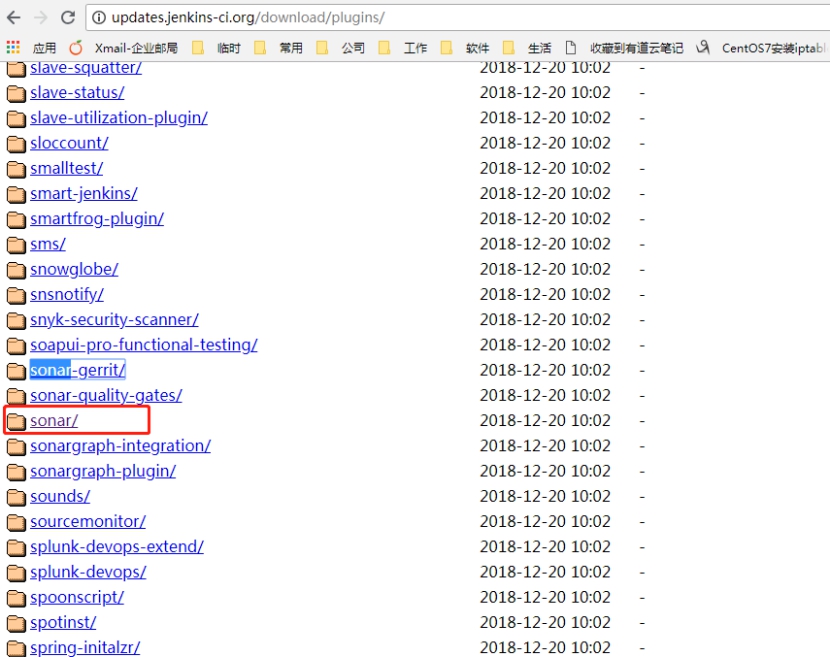 updates.jenkins-ci.org/download/plugins/
应用 Xmail-企业邮局 临时 常用 公司 工作 软件 生活 收藏到有道云笔记 CentOS7安装iptabl
slave-squatter/ 2018-12-20 10:02 -
slave-status/ 2018-12-20 10:02 -
slave-utilization-plugin/ 2018-12-20 10:02 -
sloccount/ 2018-12-20 10:02 -
smalltest/ 2018-12-20 10:02 -
smart-jenkins/ 2018-12-20 10:02 -
smartfrog-plugin/ 2018-12-20 10:02 -
sms/ 2018-12-20 10:02 -
snowglobe/ 2018-12-20 10:02 -
snsnotify/ 2018-12-20 10:02 -
snyk-security-scanner/ 2018-12-20 10:02 -
soapui-pro-functional-testing/ 2018-12-20 10:02 -
sonar-gerrit/ 2018-12-20 10:02 -
sonar-quality-gates/ 2018-12-20 10:02 -
sonar/ 2018-12-20 10:02 -
sonargraph-integration/ 2018-12-20 10:02 -
sonargraph-plugin/ 2018-12-20 10:02 -
sounds/ 2018-12-20 10:02 -
sourcemonitor/ 2018-12-20 10:02 -
splunk-devops-extend/ 2018-12-20 10:02 -
splunk-devops/ 2018-12-20 10:02 -
spoonscript/ 2018-12-20 10:02 -
spotinst/ 2018-12-20 10:02 -
spring-initalzr/ 2018-12-20 10:02 -